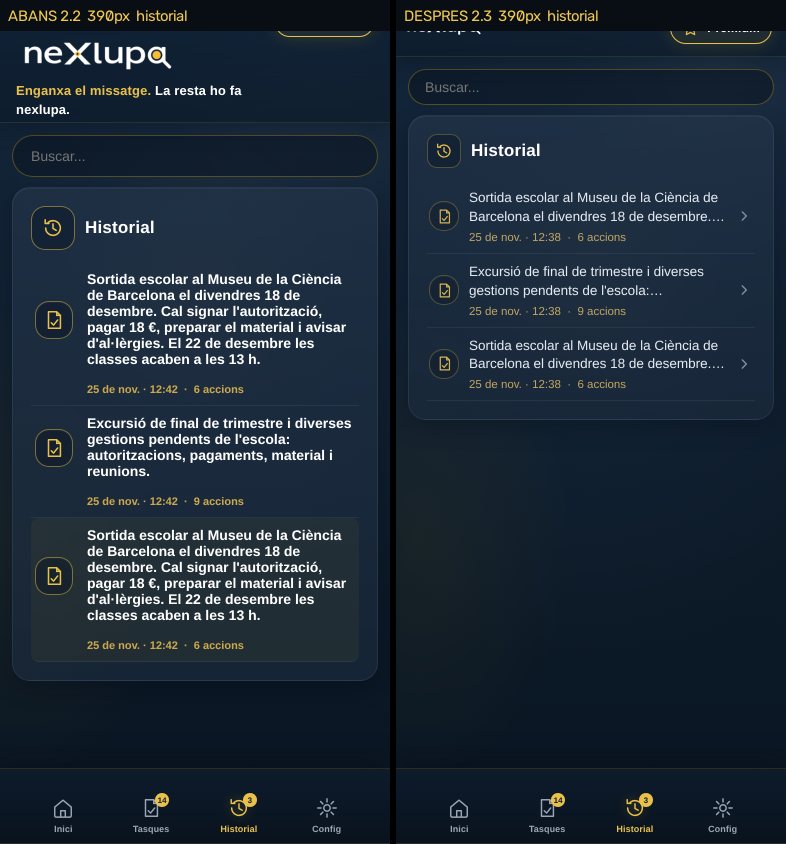 ABANS 2.2 390px historial
nexlupa
Enganxa el missatge. La resta ho fa
nexlupa.
Buscar...
Historial
Sortida escolar al Museu de la Ciència
de Barcelona el divendres 18 de
desembre. Cal signar l'autorització,
pagar 18 €, preparar el material i avisar
d'al·lèrgies. El 22 de desembre les
classes acaben a les 13 h.
25 de nov. · 12:42 · 6 accions
Excursió de final de trimestre i diverses
gestions pendents de l'escola:
autoritzacions, pagaments, material i
reunions.
25 de nov. · 12:42 · 9 accions
Sortida escolar al Museu de la Ciència
de Barcelona el divendres 18 de
desembre. Cal signar l'autorització,
pagar 18 €, preparar el material i avisar
d'al·lèrgies. El 22 de desembre les
classes acaben a les 13 h.
25 de nov. · 12:42 · 6 accions
14
3
Inici
Tasques
Historial
Config
DESPRES 2.3 390px historial
Premium
Buscar...
Historial
Sortida escolar al Museu de la Ciència de
Barcelona el divendres 18 de desembre.…
25 de nov. · 12:38 · 6 accions
Excursió de final de trimestre i diverses
gestions pendents de l'escola:…
25 de nov. · 12:38 · 9 accions
Sortida escolar al Museu de la Ciència de
Barcelona el divendres 18 de desembre.…
25 de nov. · 12:38 · 6 accions
14
3
Inici
Tasques
Historial
Config